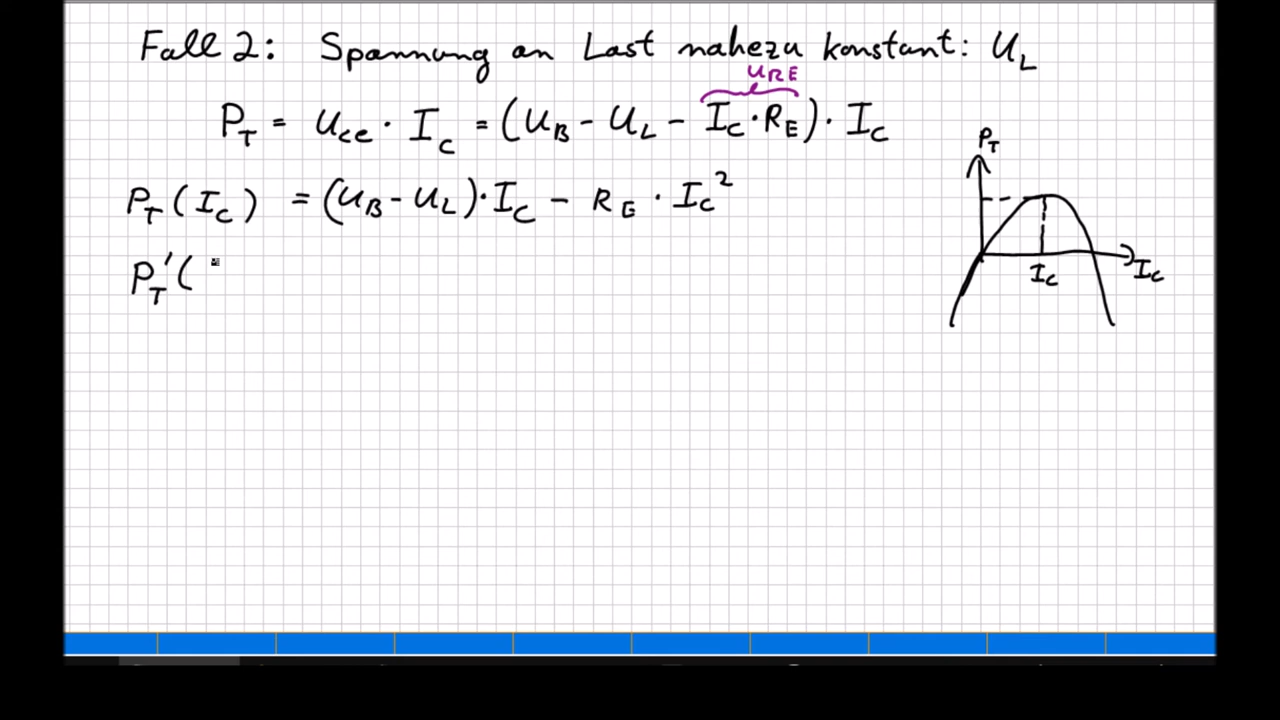 Fall 2: Spannung an Last nahezu konstant: U_L
U_RE
P_T = U_ce · I_C = (U_B - U_L - I_C · R_E) · I_C
P_T
P_T(I_C) = (U_B - U_L) · I_C - R_E · I_C²
I_C
I_C
P_T'(